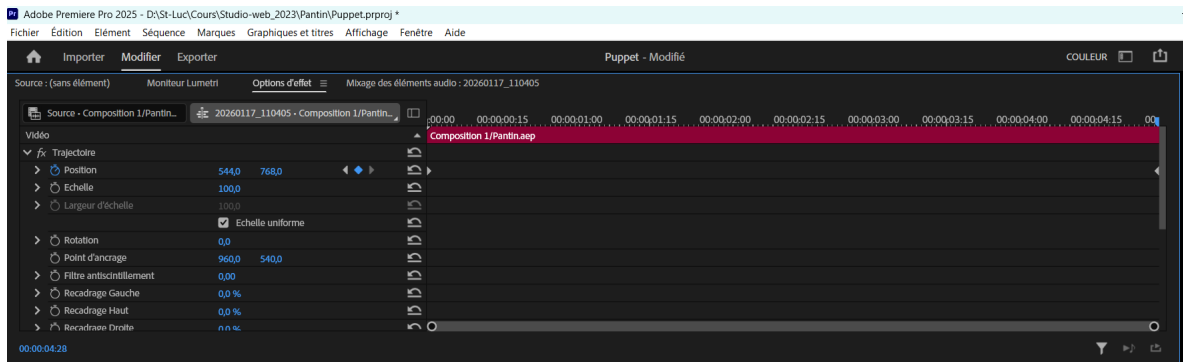 Pr Adobe Premiere Pro 2025 - D:\St-Luc\Cours\Studio-web_2023\Pantin\Puppet.prproj *
Fichier Édition Elément Séquence Marques Graphiques et titres Affichage Fenêtre Aide
Importer Modifier Exporter Puppet - Modifié COULEUR
Source : (sans élément) Moniteur Lumetri Options d'effet Mixage des éléments audio : 20260117_110405
Source • Composition 1/Pantin... 20260117_110405 • Composition 1/Pantin... :00:00 00:00:00:15 00:00:01:00 00:00:01:15 00:00:02:00 00:00:02:15 00:00:03:00 00:00:03:15 00:00:04:00 00:00:04:15 00:
Vidéo Composition 1/Pantin.aep
fx Trajectoire
Position 544,0 768,0
Echelle 100,0
Largeur d'échelle 100,0
Echelle uniforme
Rotation 0,0
Point d'ancrage 960,0 540,0
Filtre antiscintillement 0,00
Recadrage Gauche 0,0 %
Recadrage Haut 0,0 %
Recadrage Droite 0,0 %
00:00:04:28